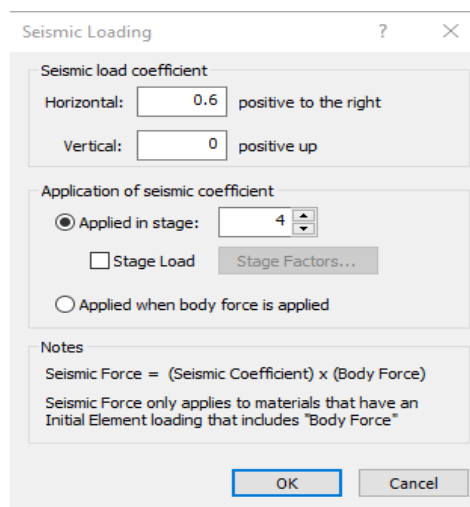 Seismic Loading ?
Seismic load coefficient
Horizontal: 0.6 positive to the right
Vertical: 0 positive up
Application of seismic coefficient
Applied in stage: 4
Stage Load Stage Factors...
Applied when body force is applied
Notes
Seismic Force = (Seismic Coefficient) x (Body Force)
Seismic Force only applies to materials that have an
Initial Element loading that includes "Body Force"
OK Cancel